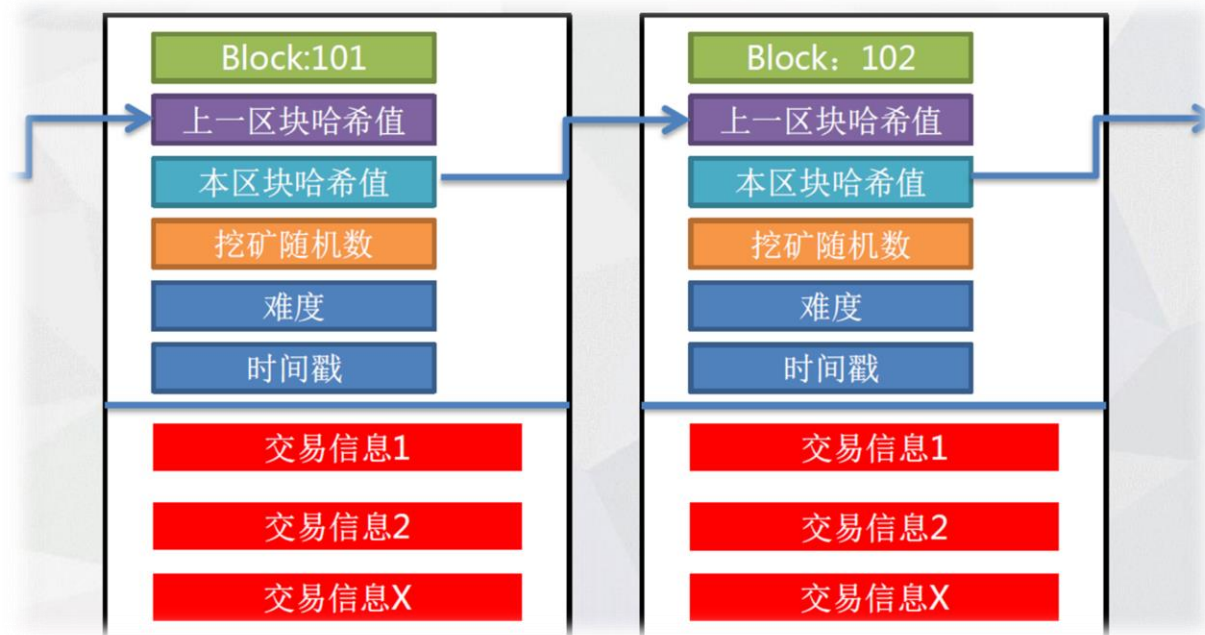 Block:101
上一区块哈希值
本区块哈希值
挖矿随机数
难度
时间戳
交易信息1
交易信息2
交易信息X
Block：102
上一区块哈希值
本区块哈希值
挖矿随机数
难度
时间戳
交易信息1
交易信息2
交易信息X